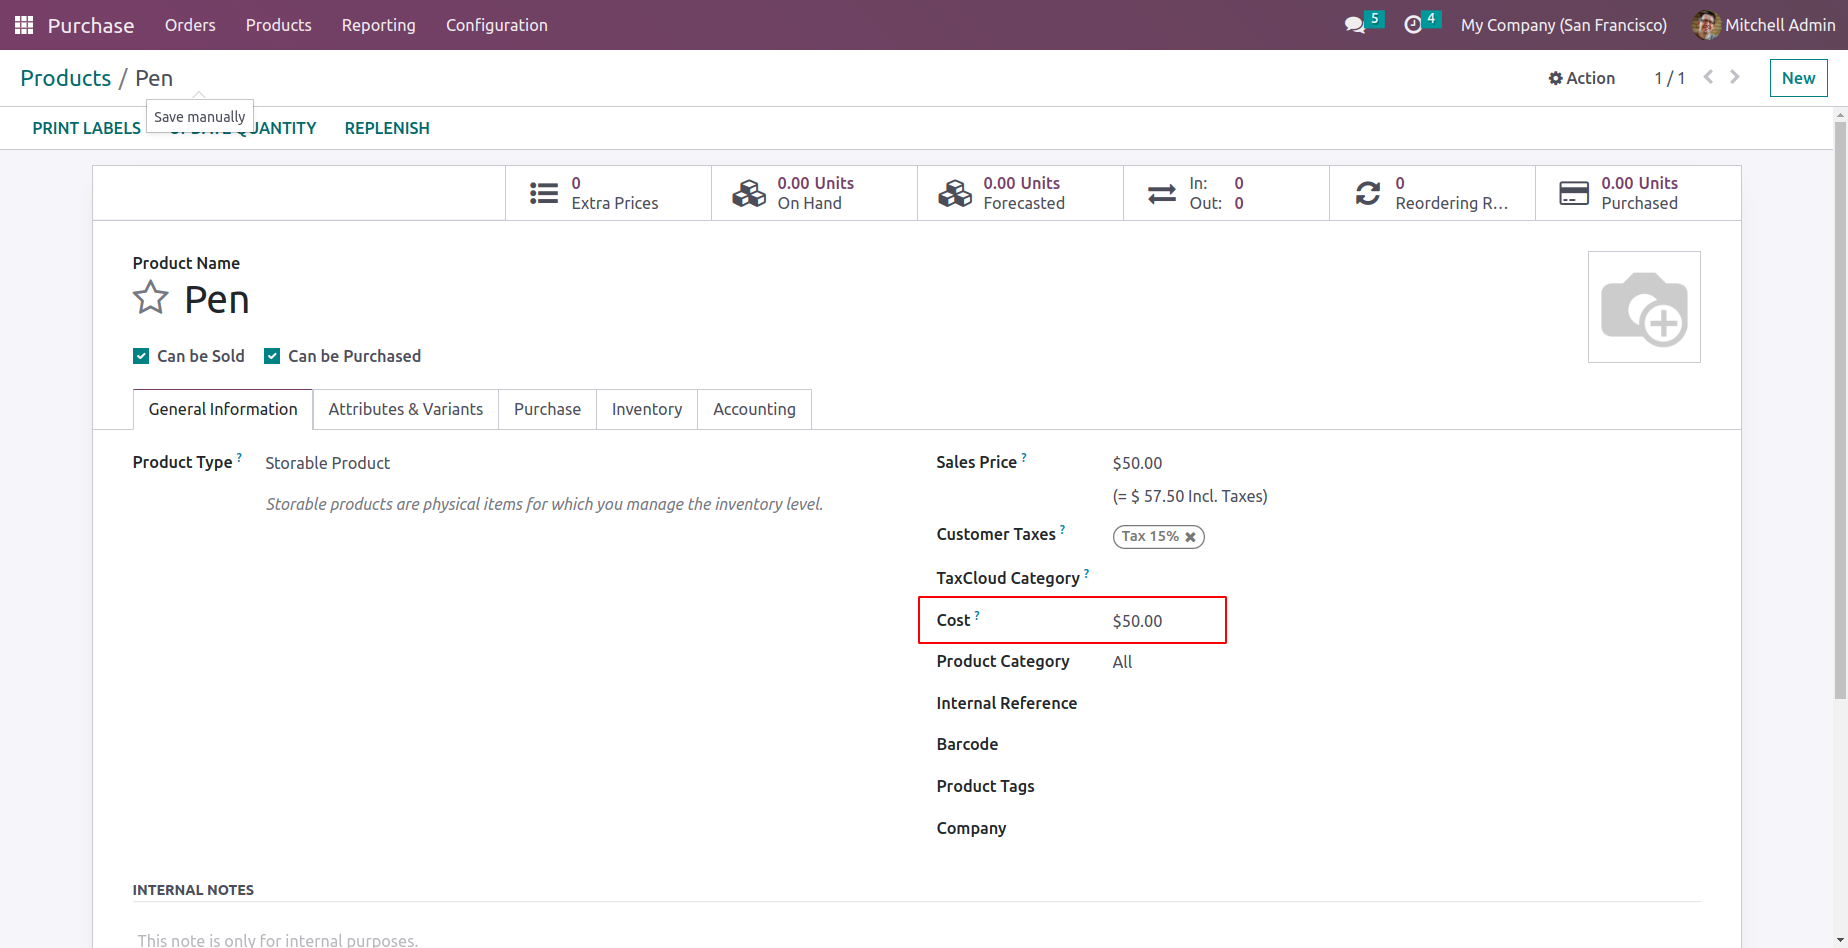 Purchase Orders Products Reporting Configuration 5 4 My Company (San Francisco) Mitchell Admin
Products / Pen Action 1 / 1 New
Save manually
PRINT LABELS QUANTITY REPLENISH
0 0.00 Units 0.00 Units In: 0 0 0.00 Units
Extra Prices On Hand Forecasted Out: 0 Reordering R... Purchased
Product Name
Pen
Can be Sold Can be Purchased
General Information Attributes & Variants Purchase Inventory Accounting
Product Type ? Storable Product Sales Price ? $50.00
Storable products are physical items for which you manage the inventory level. (= $ 57.50 Incl. Taxes)
Customer Taxes ? Tax 15% ✖
TaxCloud Category ?
Cost ? $50.00
Product Category All
Internal Reference
Barcode
Product Tags
Company
INTERNAL NOTES
This note is only for internal purposes.